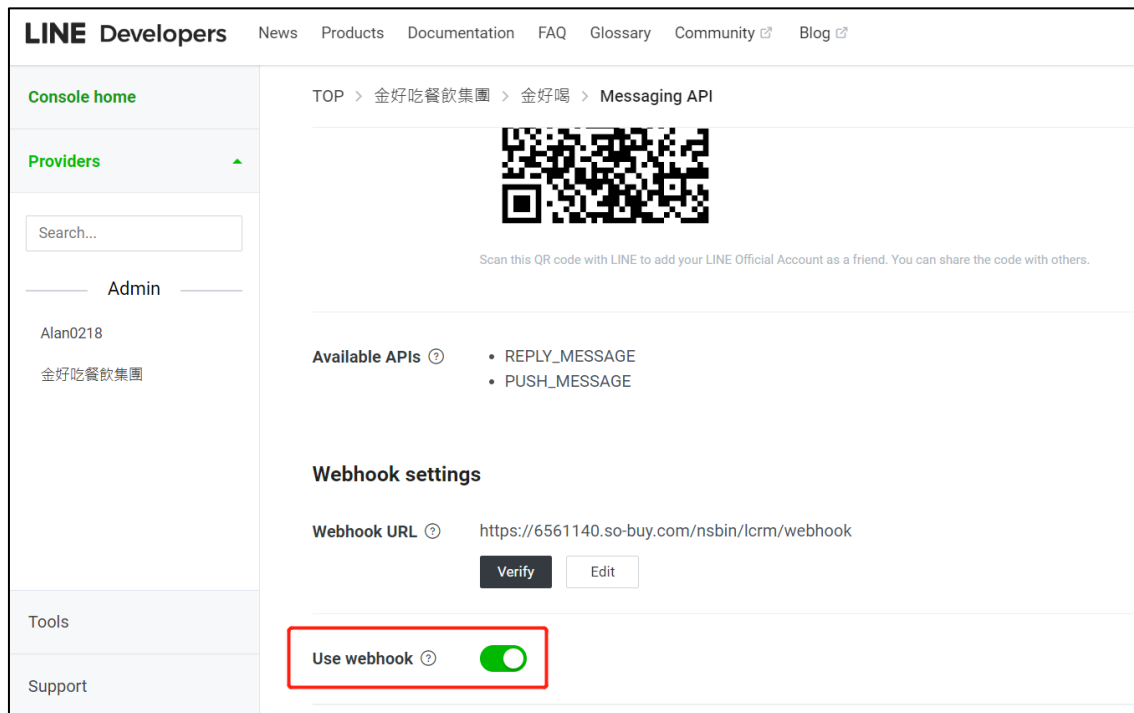 LINE Developers News Products Documentation FAQ Glossary Community Blog
Console home
Providers
Search...
Admin
Alan0218
金好吃餐飲集團
Tools
Support
TOP > 金好吃餐飲集團 > 金好喝 > Messaging API
Scan this QR code with LINE to add your LINE Official Account as a friend. You can share the code with others.
Available APIs ?
• REPLY_MESSAGE
• PUSH_MESSAGE
Webhook settings
Webhook URL ? https://6561140.so-buy.com/nsbin/lcrm/webhook
Verify Edit
Use webhook ?